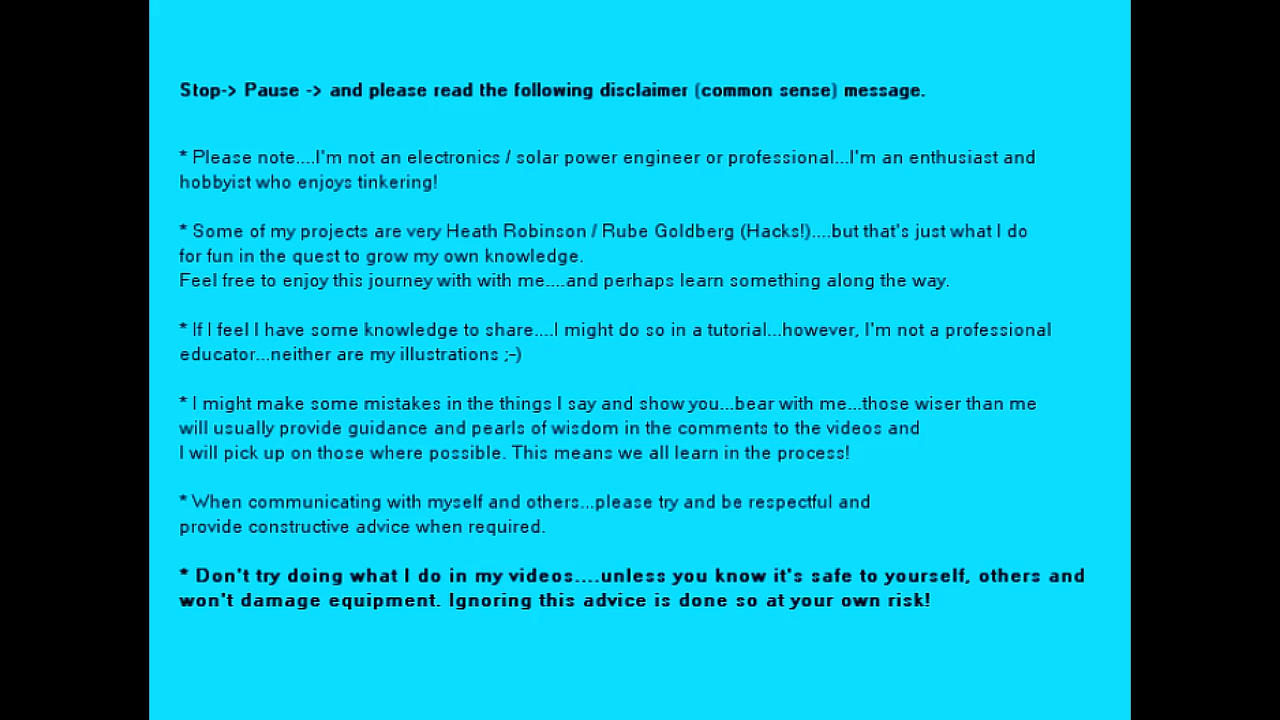 Stop-> Pause -> and please read the following disclaimer (common sense) message.
* Please note....I'm not an electronics / solar power engineer or professional...I'm an enthusiast and
hobbyist who enjoys tinkering!
* Some of my projects are very Heath Robinson / Rube Goldberg (Hacks!)....but that's just what I do
for fun in the quest to grow my own knowledge.
Feel free to enjoy this journey with with me....and perhaps learn something along the way.
* If I feel I have some knowledge to share....I might do so in a tutorial...however, I'm not a professional
educator...neither are my illustrations ;-)
* I might make some mistakes in the things I say and show you...bear with me...those wiser than me
will usually provide guidance and pearls of wisdom in the comments to the videos and
I will pick up on those where possible. This means we all learn in the process!
* When communicating with myself and others...please try and be respectful and
provide constructive advice when required.
* Don't try doing what I do in my videos....unless you know it's safe to yourself, others and
won't damage equipment. Ignoring this advice is done so at your own risk!